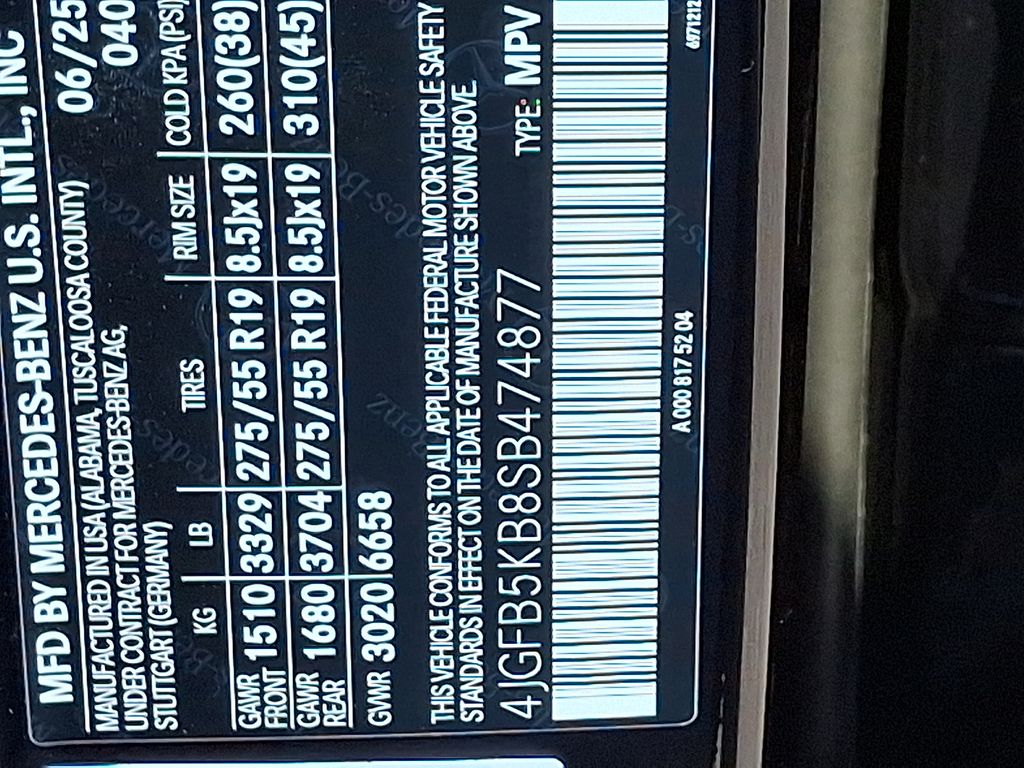 MFD BY MERCEDES-BENZ U.S. INTL., INC
MANUFACTURED IN USA (ALABAMA, TUSCALOOSA COUNTY) 06/25
UNDER CONTRACT FOR MERCEDES-BENZ AG, 040
STUTTGART (GERMANY)
KG LB TIRES RIM SIZE COLD KPA (PSI)
GAWR FRONT 1510 3329 275/55 R19 8.5Jx19 260(38)
GAWR REAR 1680 3704 275/55 R19 8.5Jx19 310(45)
GVWR 3020 6658
THIS VEHICLE CONFORMS TO ALL APPLICABLE FEDERAL MOTOR VEHICLE SAFETY
STANDARDS IN EFFECT ON THE DATE OF MANUFACTURE SHOWN ABOVE.
4JGFB5KB8SB474877 TYPE: MPV
A 000 817 52 04 6971212